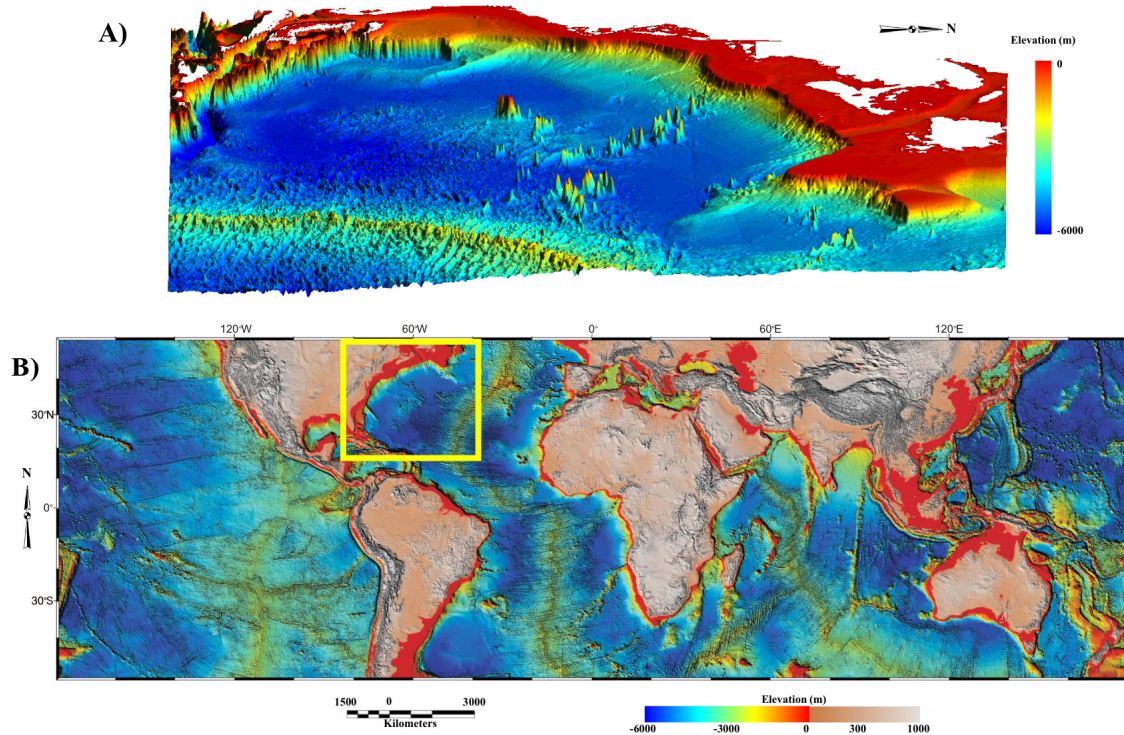 A)
N
Elevation (m)
0
-6000
120°W 60°W 0° 60°E 120°E
B)
30°N
N
0°
30°S
1500 0 3000
Kilometers
Elevation (m)
-6000 -3000 0 300 1000